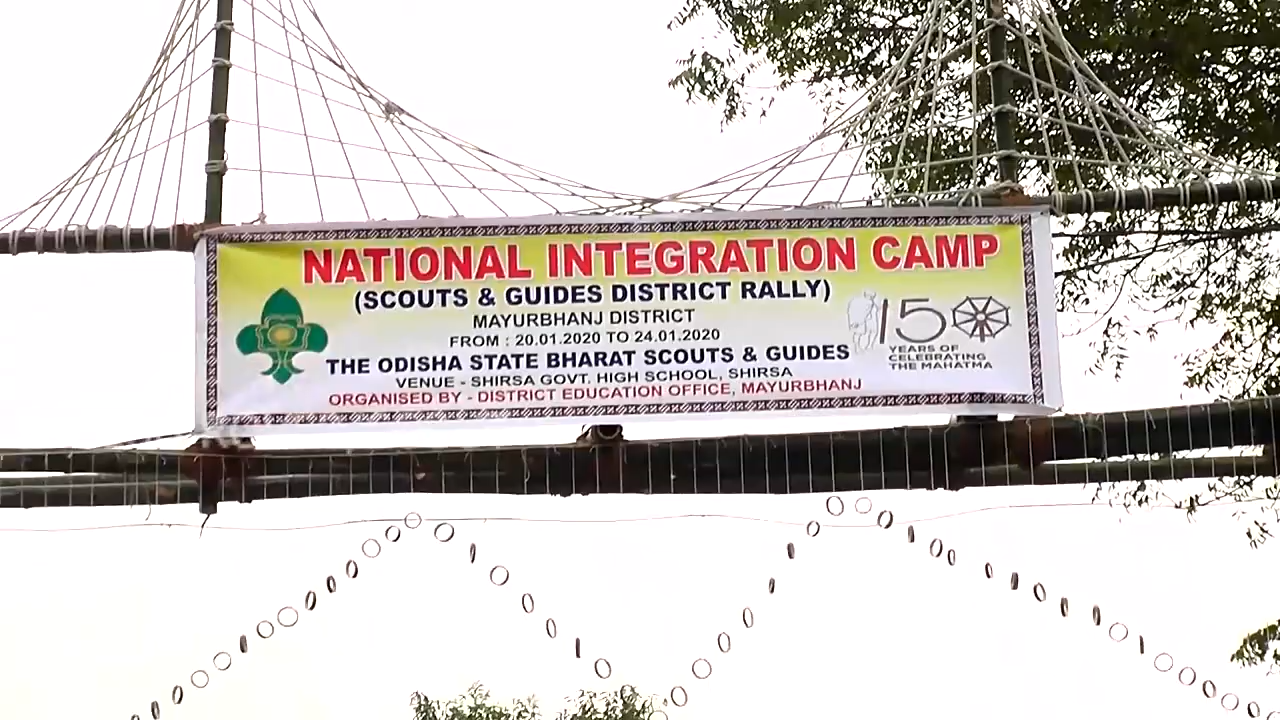 NATIONAL INTEGRATION CAMP
(SCOUTS & GUIDES DISTRICT RALLY)
MAYURBHANJ DISTRICT
FROM : 20.01.2020 TO 24.01.2020
THE ODISHA STATE BHARAT SCOUTS & GUIDES
VENUE - SHIRSA GOVT. HIGH SCHOOL, SHIRSA
ORGANISED BY - DISTRICT EDUCATION OFFICE, MAYURBHANJ
150
YEARS OF
CELEBRATING
THE MAHATMA